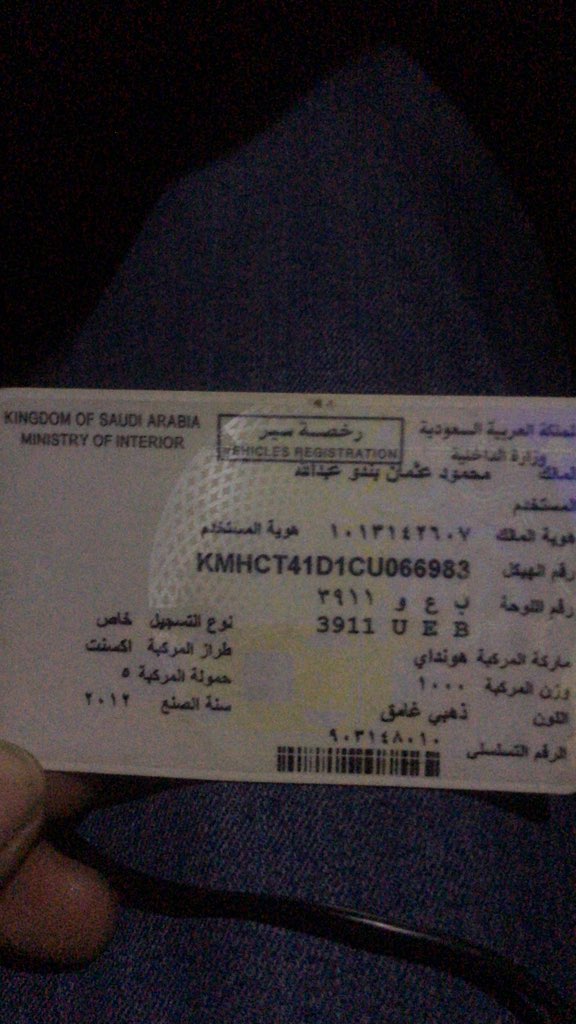 KINGDOM OF SAUDI ARABIA
MINISTRY OF INTERIOR
رخصة سير
VEHICLES REGISTRATION
المملكة العربية السعودية
وزارة الداخلية
المالك محمود عثمان بندو عبدالله
المستخدم
هوية المالك ١٠١٣١٤٢٦٠٧ هوية المستخدم
رقم الهيكل KMHCT41D1CU066983
رقم اللوحة ب ع و ٣٩١١
3911 U E B
نوع التسجيل خاص
ماركة المركبة هونداي طراز المركبة اكسنت
وزن المركبة ١٠٠٠ حمولة المركبة ٥
اللون ذهبي غامق سنة الصنع ٢٠١٢
الرقم التسلسلي ٩٠٣١٤٨٠١٠